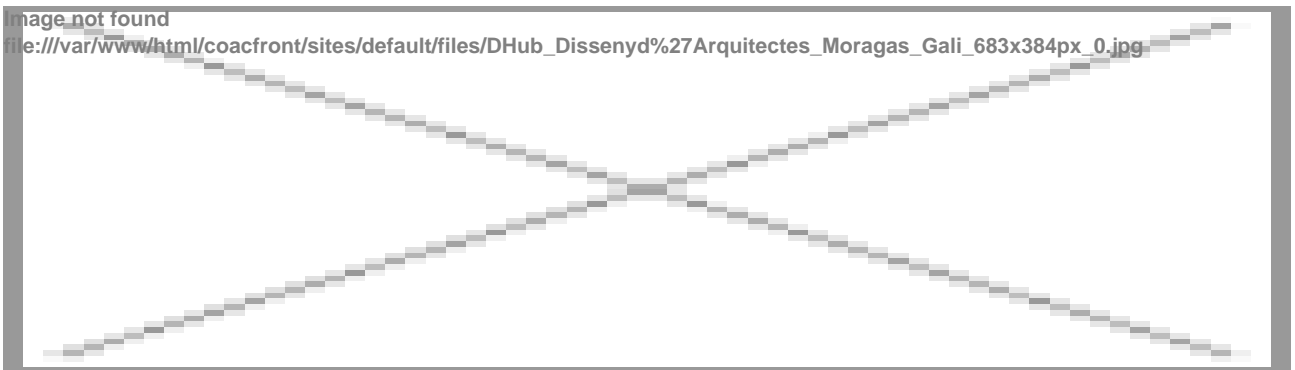 Image not found
file:///var/www/html/coacfront/sites/default/files/DHub_Dissenyd%27Arquitectes_Moragas_Gali_683x384px_0.jpg